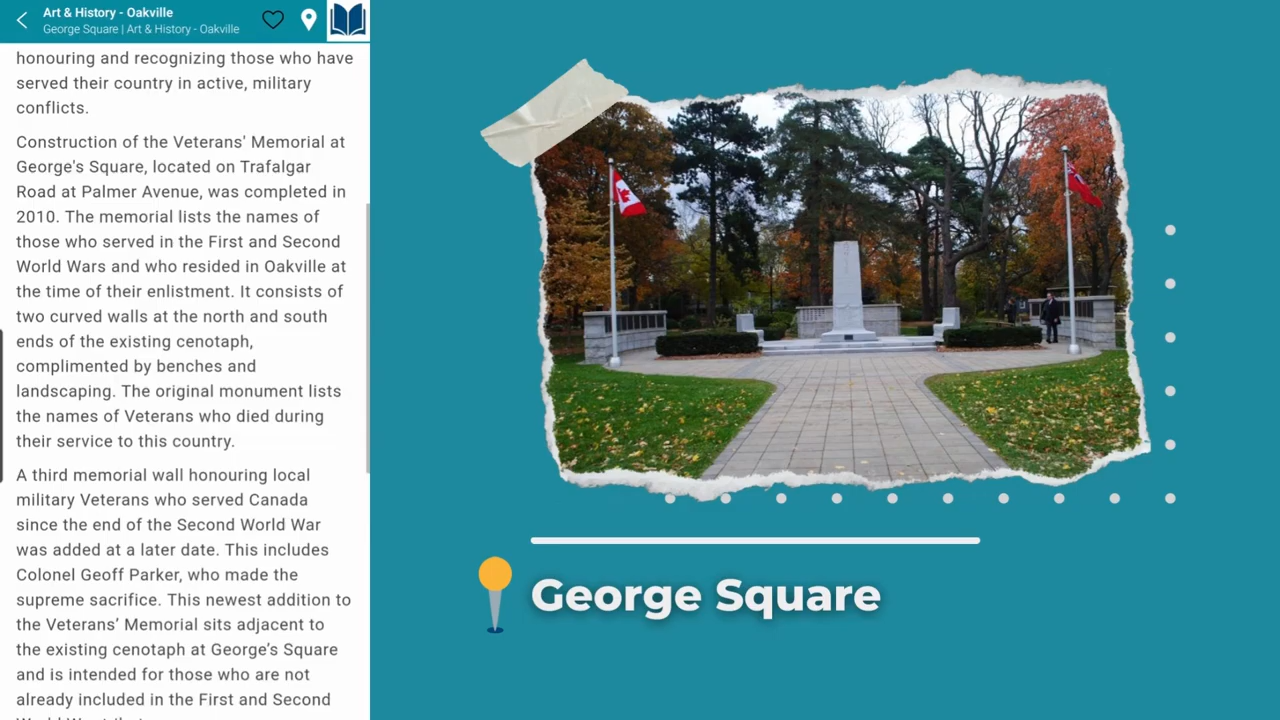 Art & History - Oakville
George Square | Art & History - Oakville
honouring and recognizing those who have
served their country in active, military
conflicts.
Construction of the Veterans' Memorial at
George's Square, located on Trafalgar
Road at Palmer Avenue, was completed in
2010. The memorial lists the names of
those who served in the First and Second
World Wars and who resided in Oakville at
the time of their enlistment. It consists of
two curved walls at the north and south
ends of the existing cenotaph,
complimented by benches and
landscaping. The original monument lists
the names of Veterans who died during
their service to this country.
A third memorial wall honouring local
military Veterans who served Canada
since the end of the Second World War
was added at a later date. This includes
Colonel Geoff Parker, who made the
supreme sacrifice. This newest addition to
the Veterans’ Memorial sits adjacent to
the existing cenotaph at George’s Square
and is intended for those who are not
already included in the First and Second
George Square